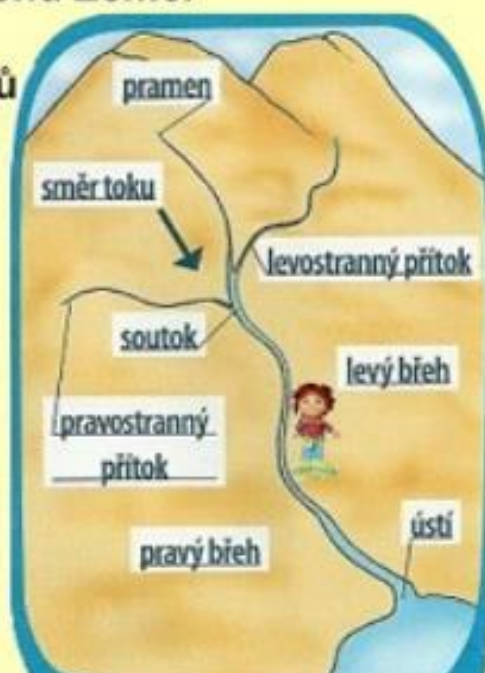 ů
pramen
směr toku
levostranný přítok
soutok
levý břeh
pravostranný
přítok
ústí
pravý břeh